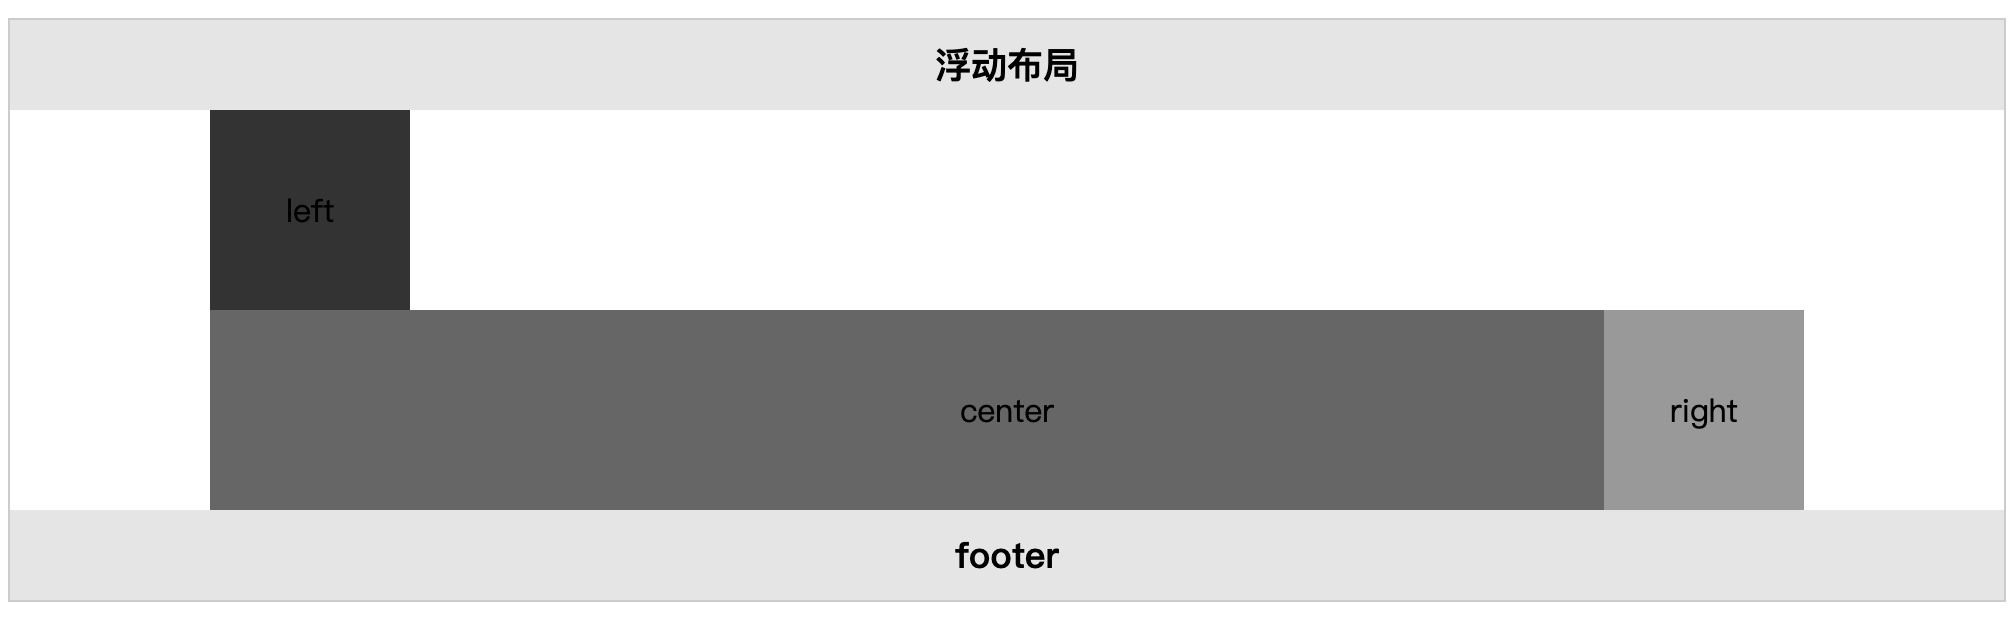 浮动布局
left
center
right
footer